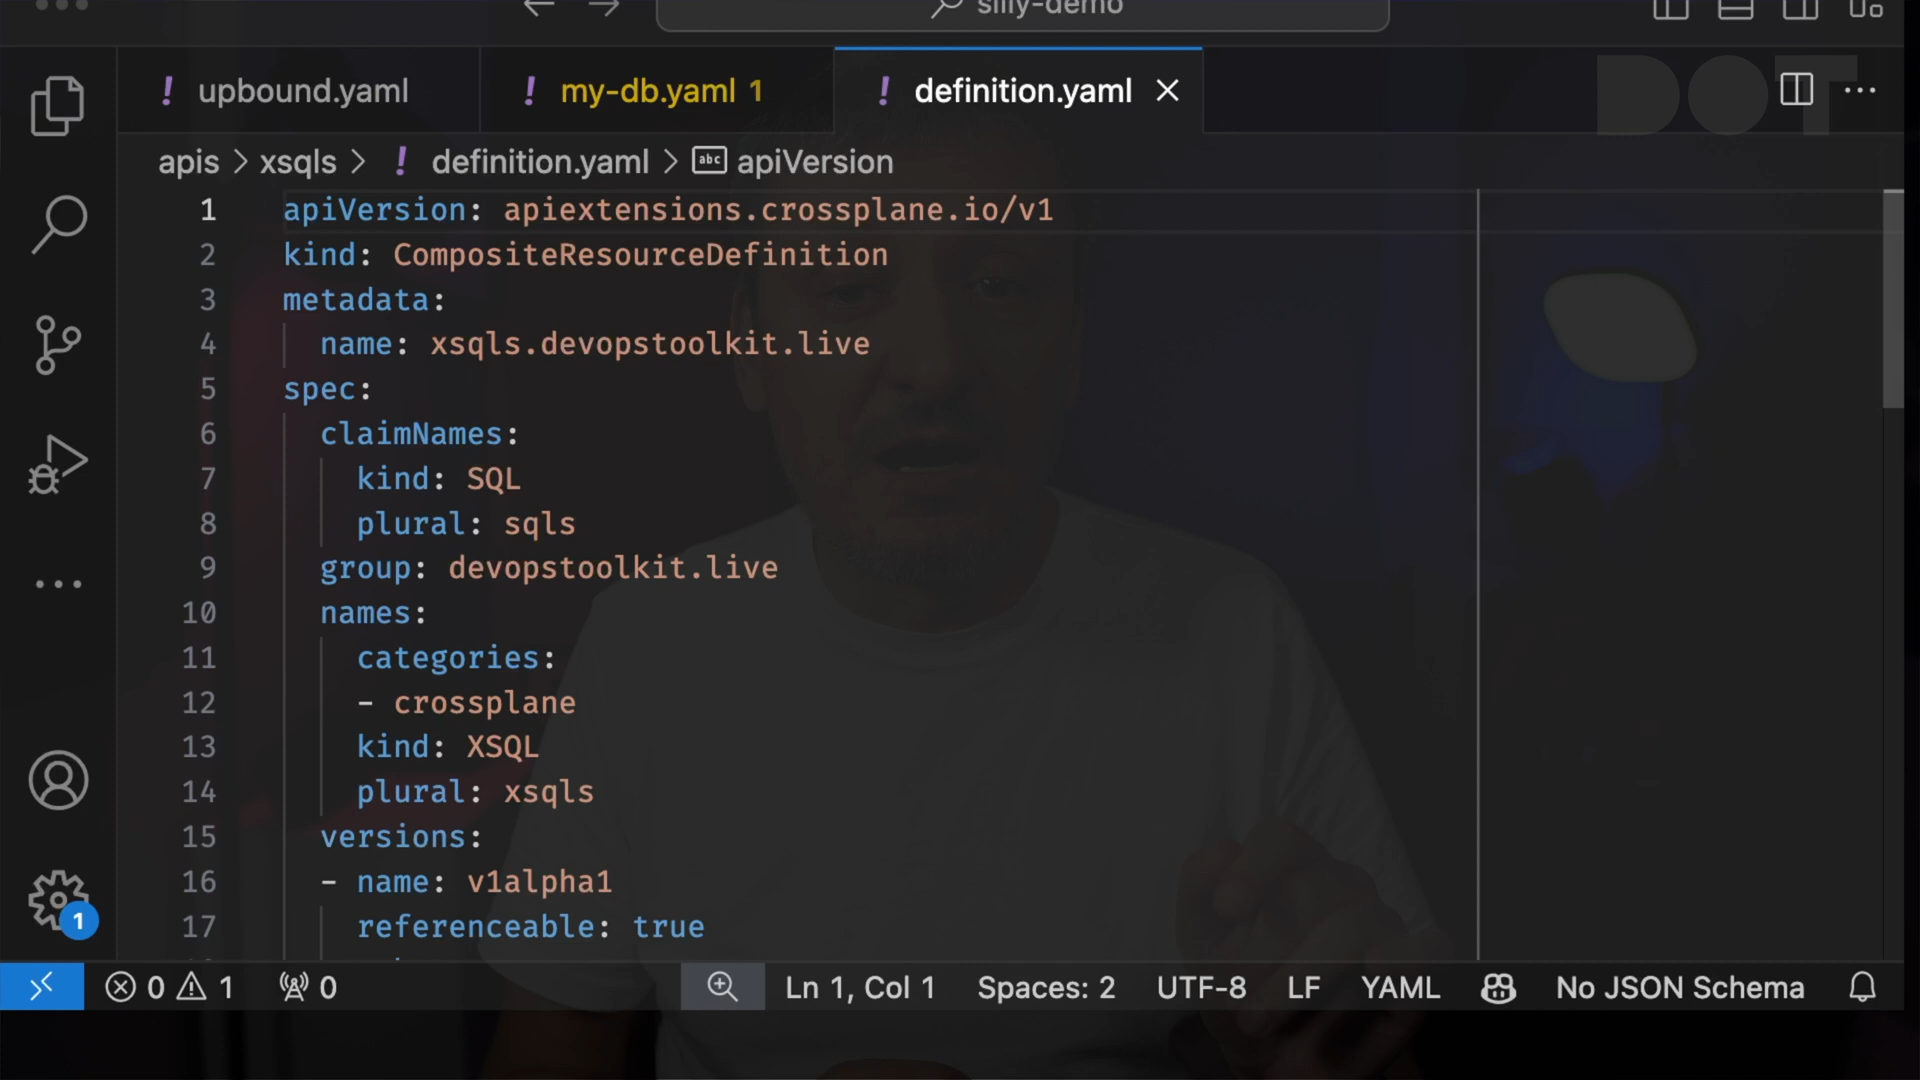 silly-demo
DOT
upbound.yaml
my-db.yaml 1
definition.yaml
apis > xsqls > ! definition.yaml > abc apiVersion
1 apiVersion: apiextensions.crossplane.io/v1
2 kind: CompositeResourceDefinition
3 metadata:
4 name: xsqls.devopstoolkit.live
5 spec:
6 claimNames:
7 kind: SQL
8 plural: sqls
9 group: devopstoolkit.live
10 names:
11 categories:
12 - crossplane
13 kind: XSQL
14 plural: xsqls
15 versions:
16 - name: v1alpha1
17 referenceable: true
1
0 1 0 Ln 1, Col 1 Spaces: 2 UTF-8 LF YAML No JSON Schema